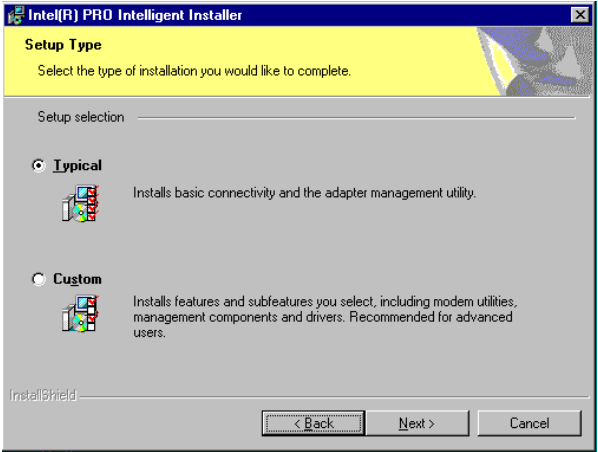 Intel(R) PRO Intelligent Installer
Setup Type
Select the type of installation you would like to complete.
Setup selection
Typical
Installs basic connectivity and the adapter management utility.
Custom
Installs features and subfeatures you select, including modem utilities,
management components and drivers. Recommended for advanced
users.
InstallShield
< Back
Next >
Cancel